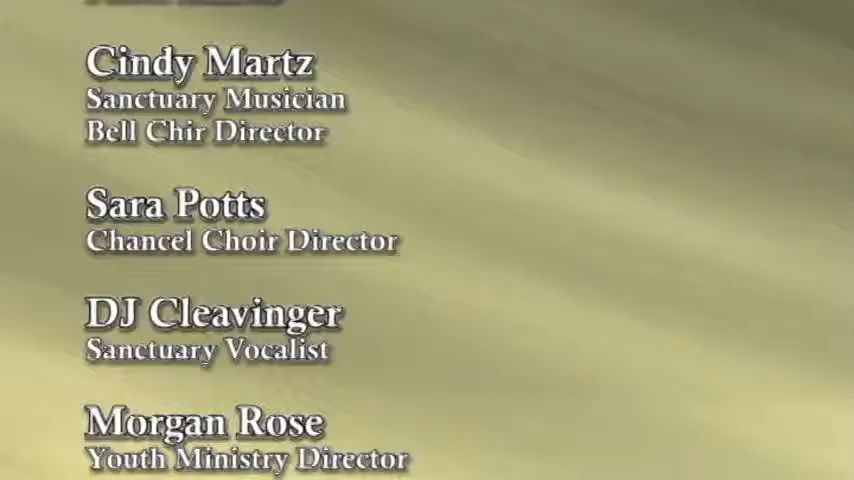 Cindy Martz
Sanctuary Musician
Bell Chir Director
Sara Potts
Chancel Choir Director
DJ Cleavinger
Sanctuary Vocalist
Morgan Rose
Youth Ministry Director